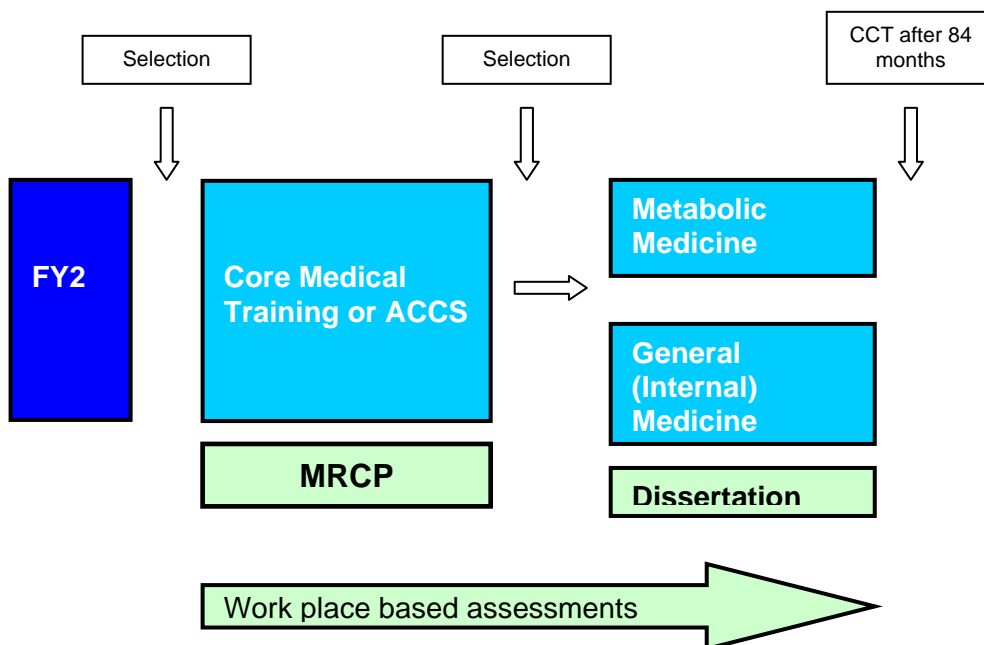 Selection
Selection
CCT after 84
months
FY2
Core Medical
Training or ACCS
Metabolic
Medicine
General
(Internal)
Medicine
MRCP
Dissertation
Work place based assessments